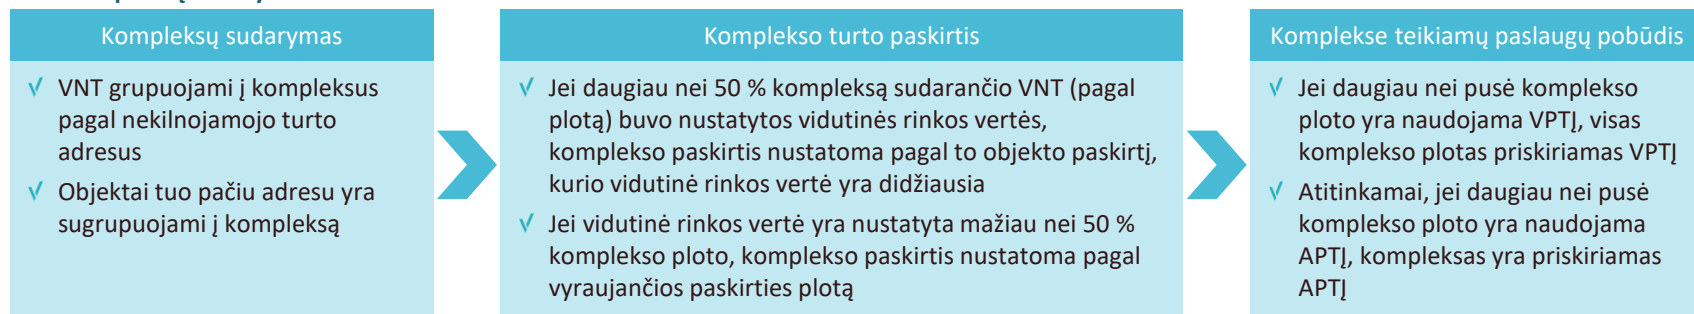 Kompleksų sudarymas
√ VNT grupuojami į kompleksus
pagal nekilnojamojo turto
adresus
√ Objektai tuo pačiu adresu yra
sugrupuojami į kompleksą
Komplekso turto paskirtis
√ Jei daugiau nei 50 % kompleksą sudarančio VNT (pagal
plotą) buvo nustatytos vidutinės rinkos vertės,
komplekso paskirtis nustatoma pagal to objekto paskirtį,
kurio vidutinė rinkos vertė yra didžiausia
√ Jei vidutinė rinkos vertė yra nustatyta mažiau nei 50 %
komplekso ploto, komplekso paskirtis nustatoma pagal
vyraujančios paskirties plotą
Komplekse teikiamų paslaugų pobūdis
√ Jei daugiau nei pusė komplekso
ploto yra naudojama VPTĮ, visas
komplekso plotas priskiriamas VPTĮ
√ Atitinkamai, jei daugiau nei pusė
komplekso ploto yra naudojama
APTĮ, kompleksas yra priskiriamas
APTĮ